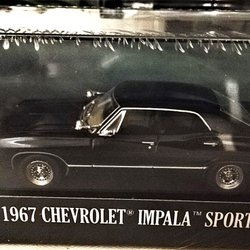 1967 CHEVROLET® IMPALA™ SPORT